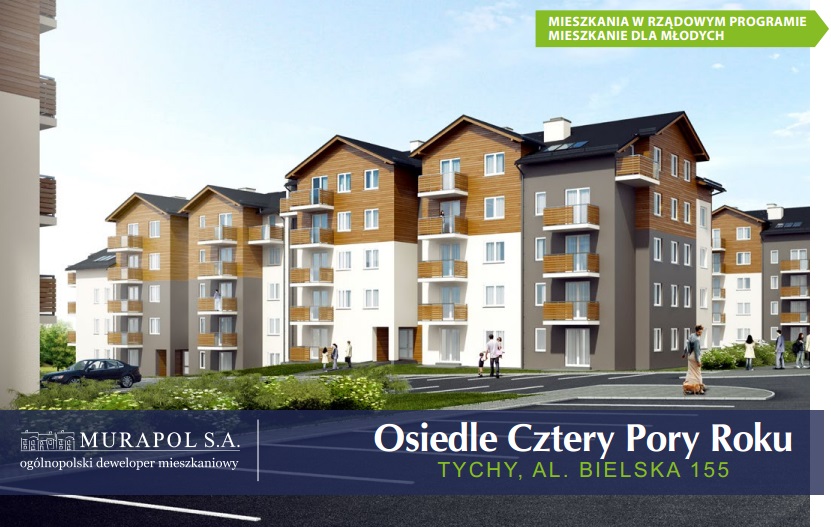 MIESZKANIA W RZĄDOWYM PROGRAMIE
MIESZKANIE DLA MŁODYCH
MURAPOL S.A.
ogólnopolski deweloper mieszkaniowy
Osiedle Cztery Pory Roku
TYCHY, AL. BIELSKA 155